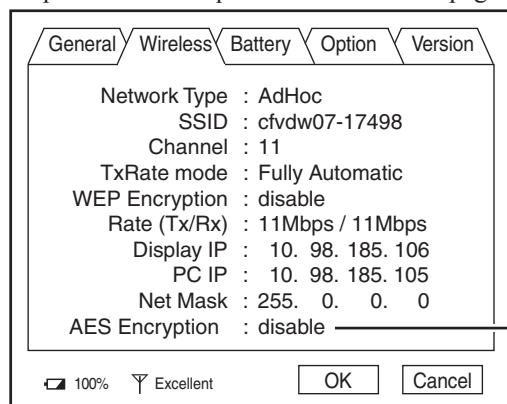 General Wireless Battery Option Version
Network Type : AdHoc
SSID : cfvdw07-17498
Channel : 11
TxRate mode : Fully Automatic
WEP Encryption : disable
Rate (Tx/Rx) : 11Mbps / 11Mbps
Display IP : 10. 98. 185. 106
PC IP : 10. 98. 185. 105
Net Mask : 255. 0. 0. 0
AES Encryption : disable
100% Excellent OK Cancel